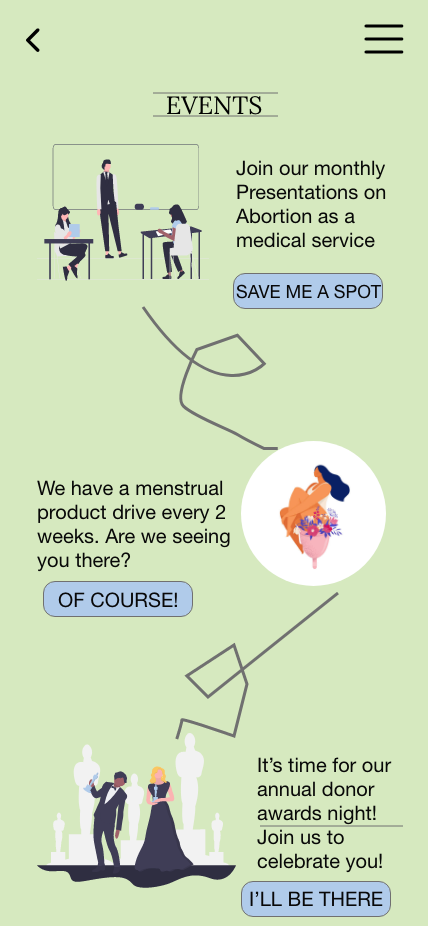 EVENTS
Join our monthly
Presentations on
Abortion as a
medical service
SAVE ME A SPOT
We have a menstrual
product drive every 2
weeks. Are we seeing
you there?
OF COURSE!
It’s time for our
annual donor
awards night!
Join us to
celebrate you!
I’LL BE THERE